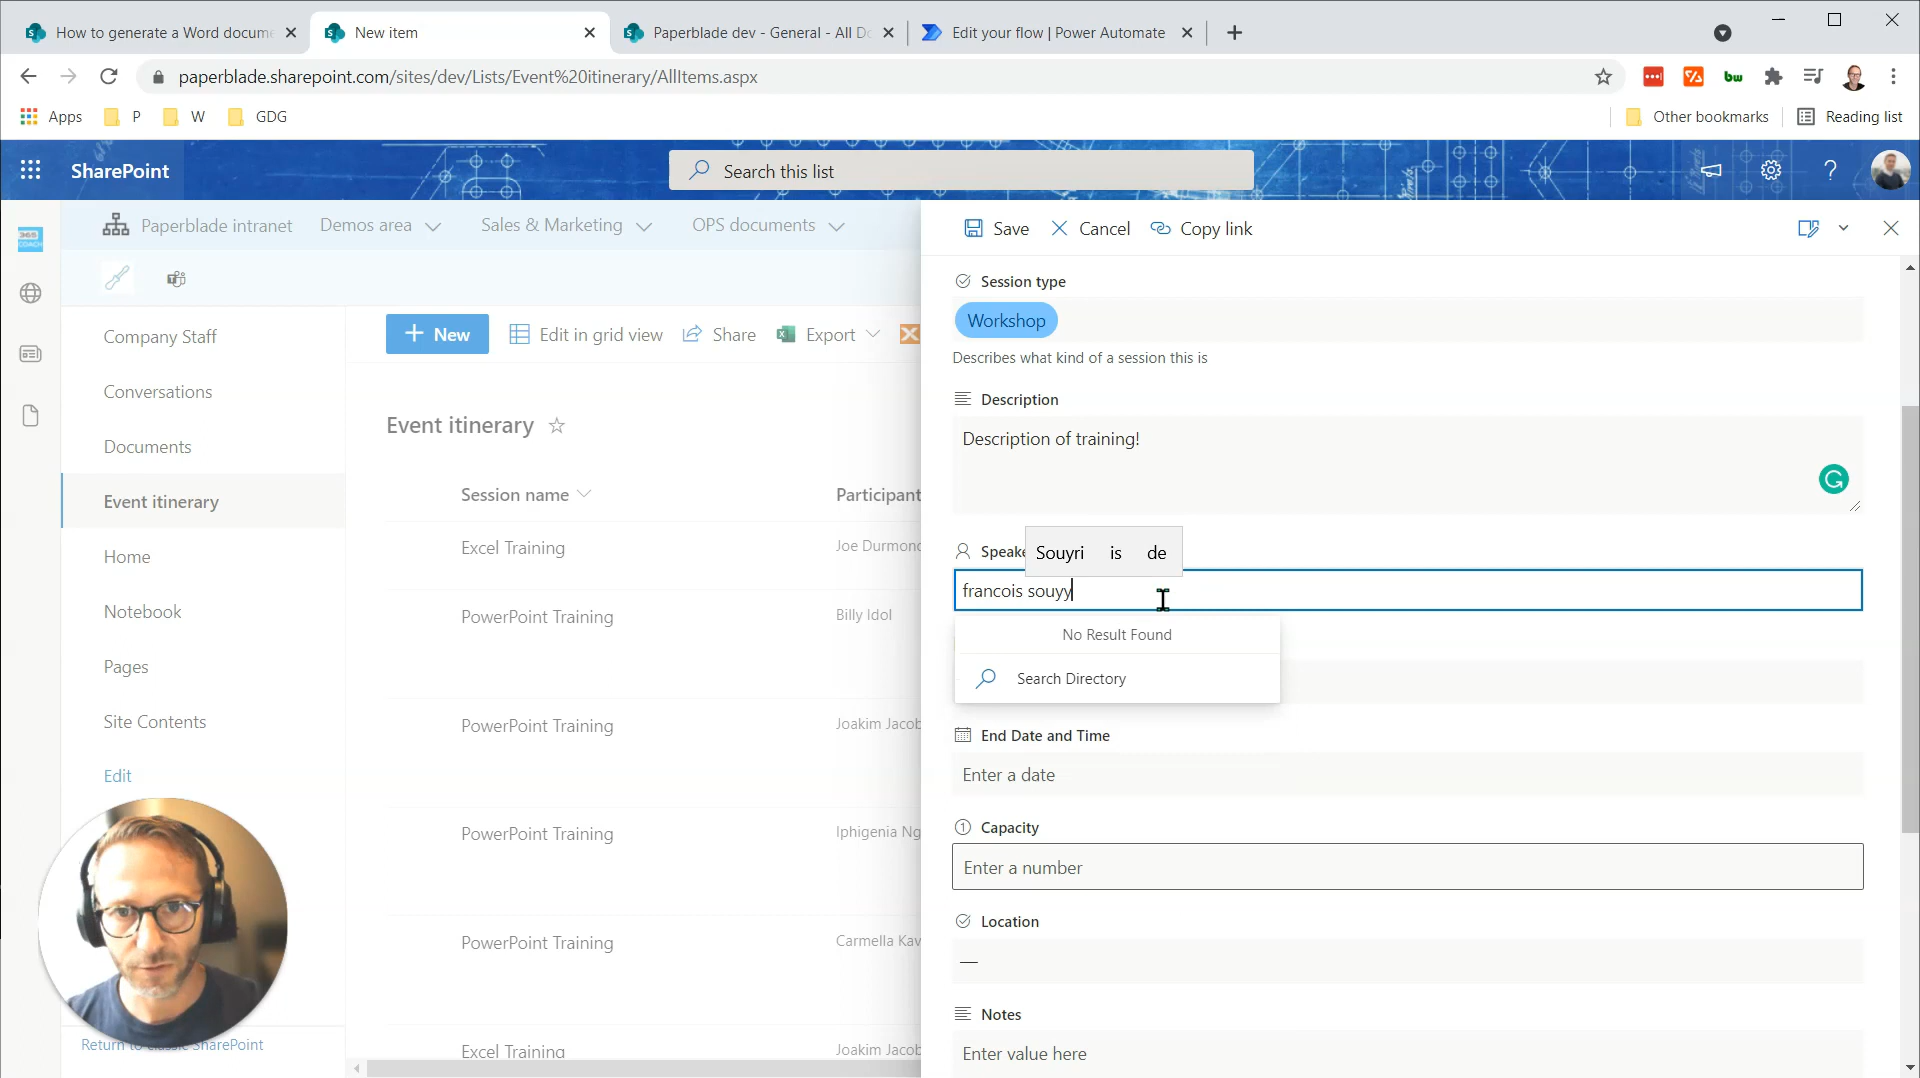 How to generate a Word docume
New item
Paperblade dev - General - All Do
Edit your flow | Power Automate
paperblade.sharepoint.com/sites/dev/Lists/Event%20itinerary/AllItems.aspx
bw
Apps
P
W
GDG
Other bookmarks
Reading list
SharePoint
Search this list
?
365 COACH
Paperblade intranet
Demos area
Sales & Marketing
OPS documents
Save
Cancel
Copy link
Company Staff
Conversations
Documents
Event itinerary
Home
Notebook
Pages
Site Contents
Edit
Return to classic SharePoint
New
Edit in grid view
Share
Export
Event itinerary
Session name
Participant
Excel Training
Joe Durmond
PowerPoint Training
Billy Idol
PowerPoint Training
Joakim Jacob
PowerPoint Training
Iphigenia Ng
PowerPoint Training
Carmella Kav
Excel Training
Joakim Jacob
Session type
Workshop
Describes what kind of a session this is
Description
Description of training!
Speake
Souyri is de
francois souyy
No Result Found
Search Directory
End Date and Time
Enter a date
Capacity
Enter a number
Location
—
Notes
Enter value here